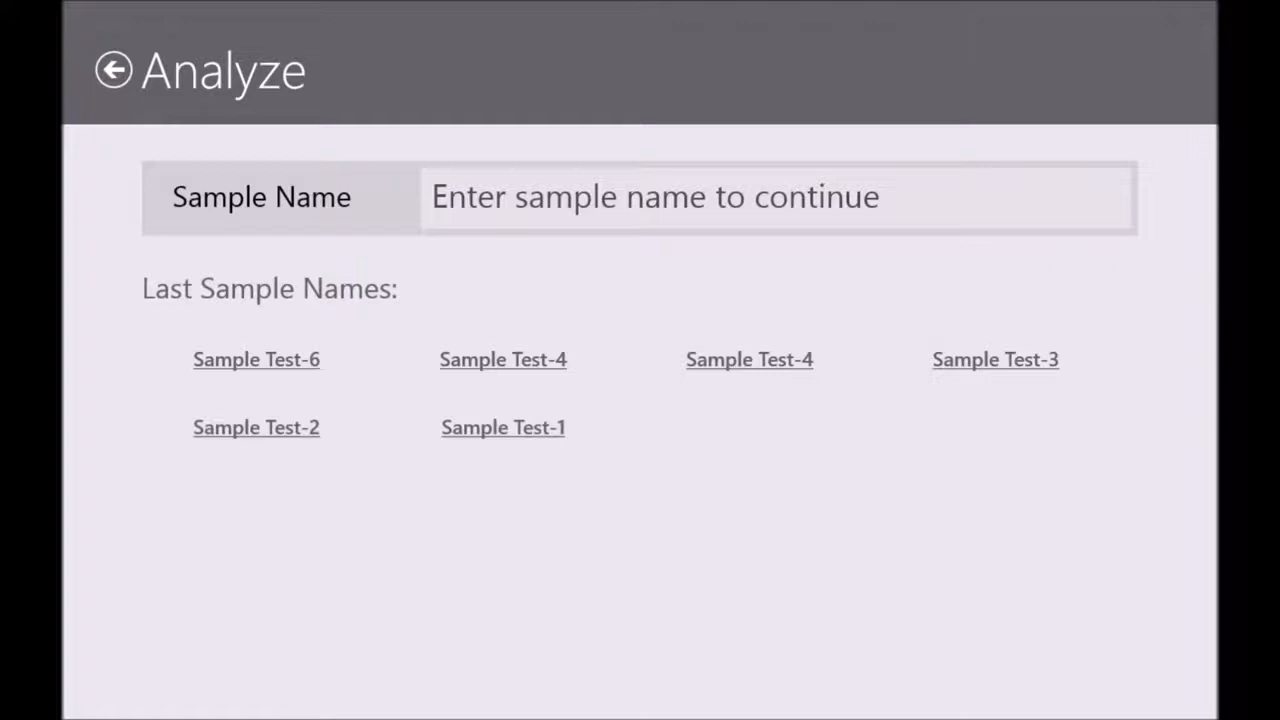 Analyze
Sample Name Enter sample name to continue
Last Sample Names:
Sample Test-6 Sample Test-4 Sample Test-4 Sample Test-3
Sample Test-2 Sample Test-1